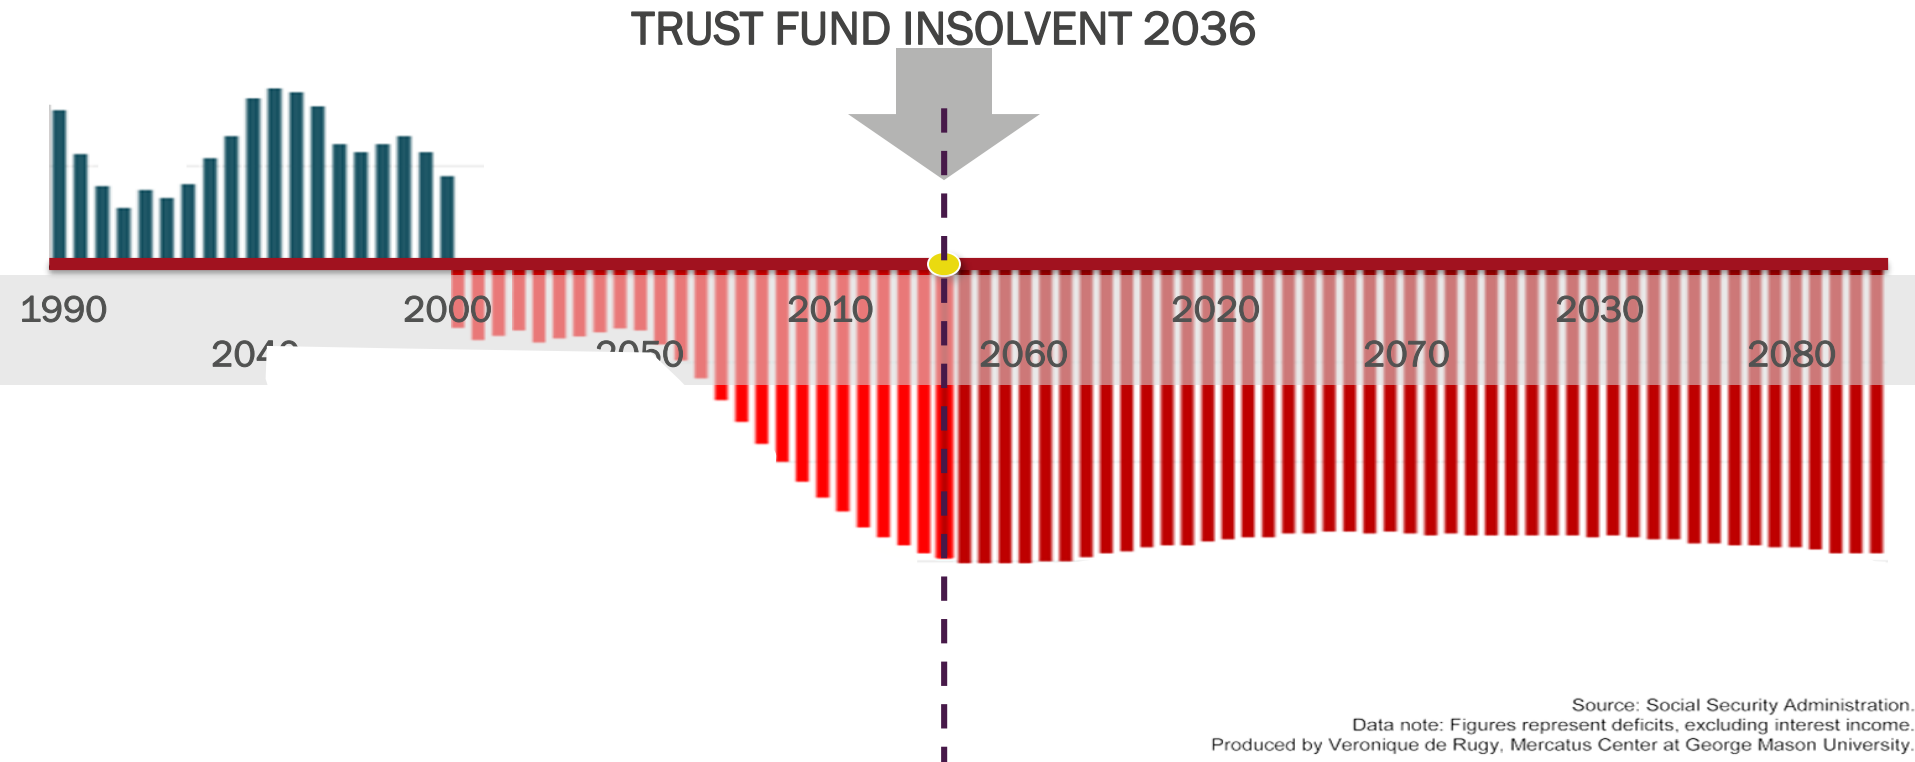 TRUST FUND INSOLVENT 2036
1990 2000 2010 2020 2030
2050 2060 2070 2080
Source: Social Security Administration.
Data note: Figures represent deficits, excluding interest income.
Produced by Veronique de Rugy, Mercatus Center at George Mason University.